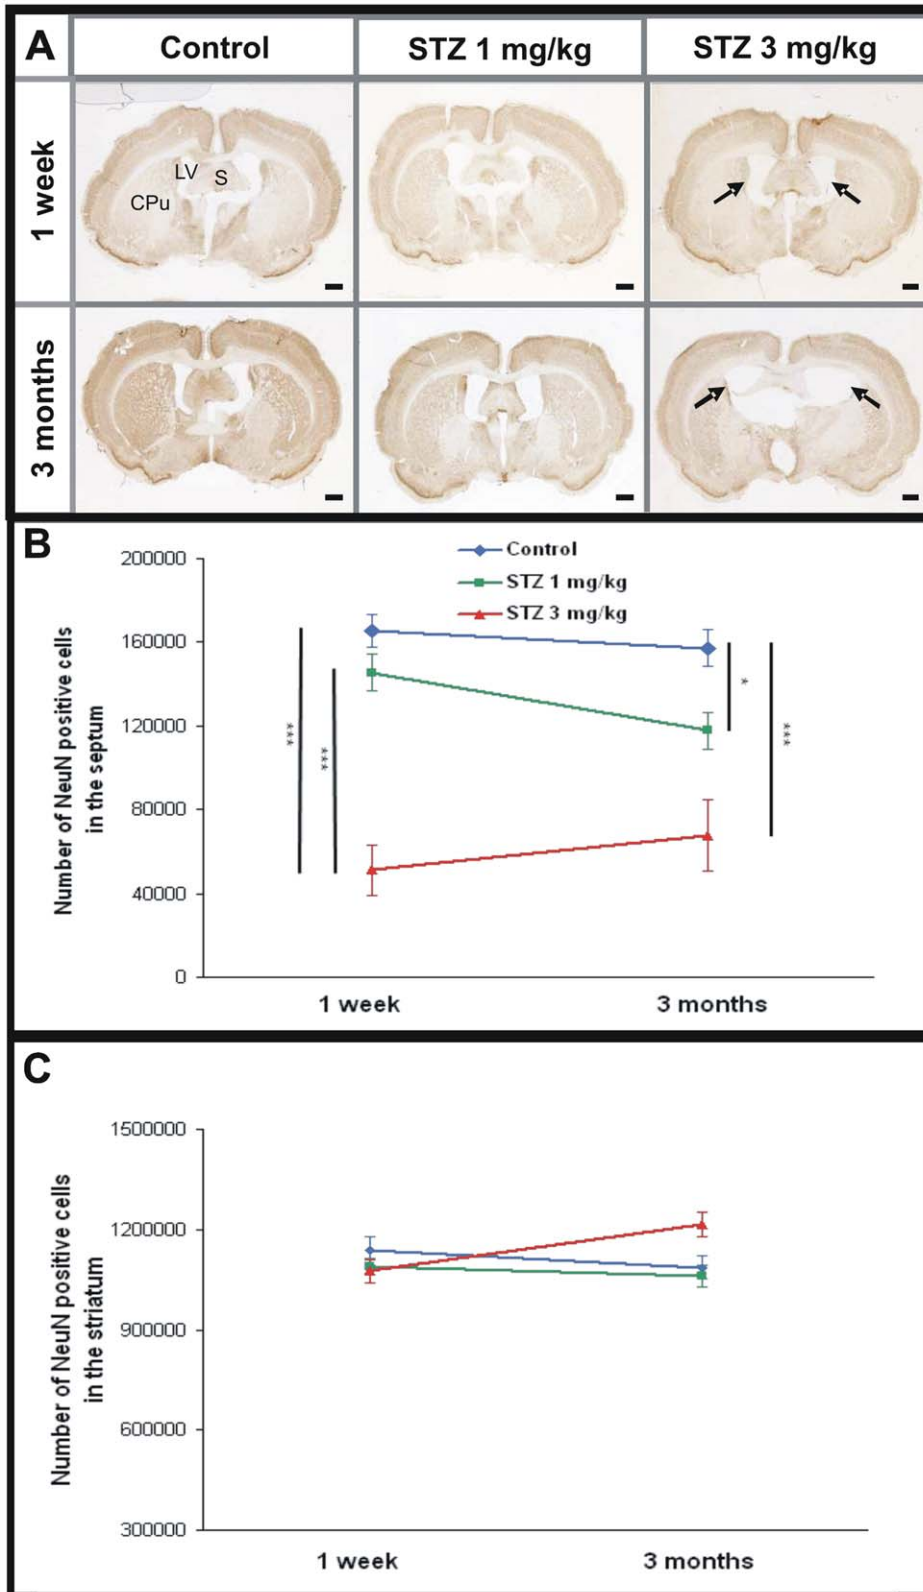 A
Control
STZ 1 mg/kg
STZ 3 mg/kg
1 week
LV
S
CPu
3 months
B
Number of NeuN positive cells
in the septum
200000
160000
120000
80000
40000
0
Control
STZ 1 mg/kg
STZ 3 mg/kg
***
***
*
***
1 week
3 months
C
Number of NeuN positive cells
in the striatum
1500000
1200000
900000
600000
300000
1 week
3 months